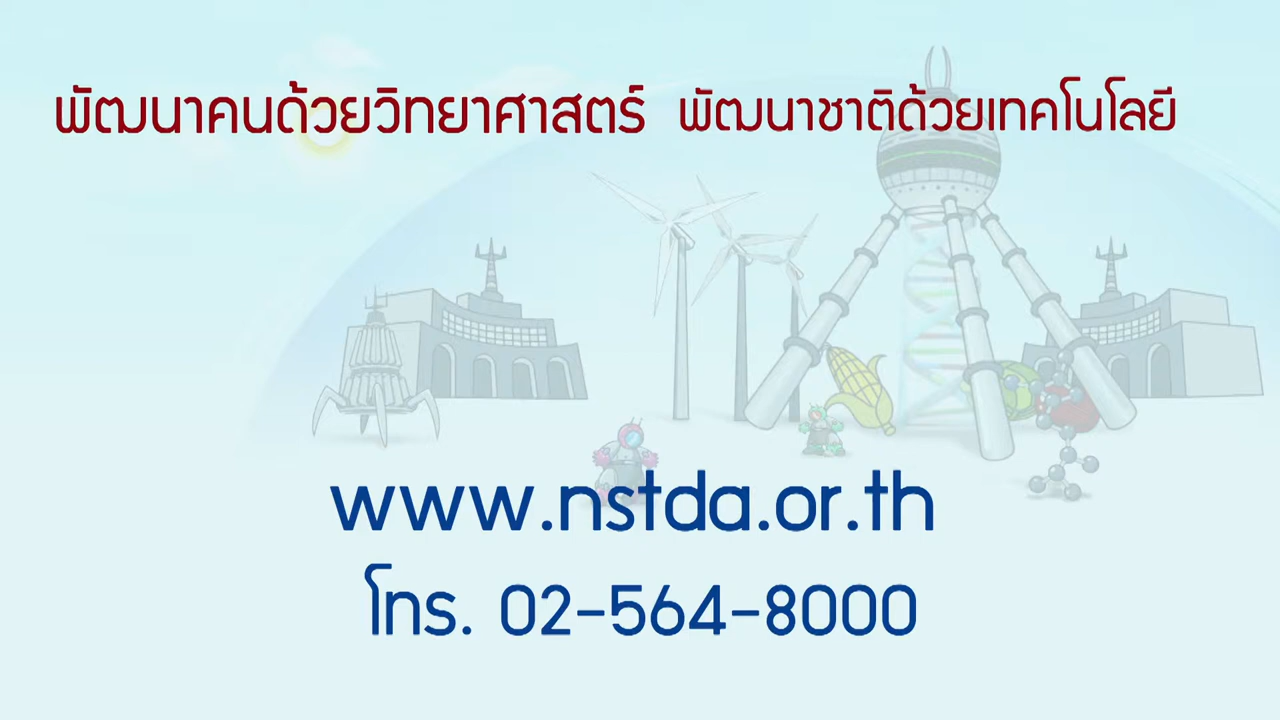 พัฒนาคนด้วยวิทยาศาสตร์ พัฒนาชาติด้วยเทคโนโลยี
www.nstda.or.th
โทร. 02-564-8000